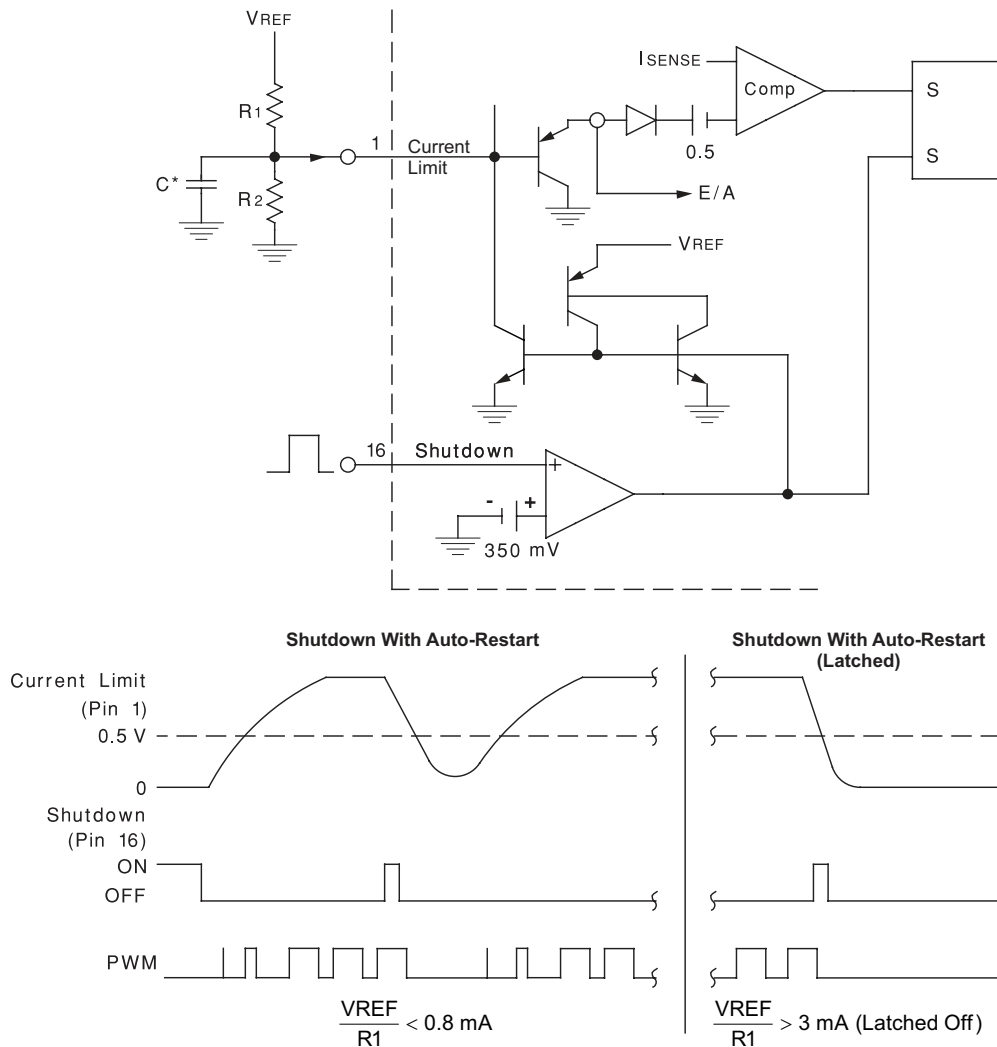 VREF
R1
C*
R2
1
Current
Limit
ISENSE
Comp
0.5
S
S
E/A
VREF
16
Shutdown
+
- +
350 mV
Shutdown With Auto-Restart
Current Limit
(Pin 1)
0.5 V
0
Shutdown
(Pin 16)
ON
OFF
PWM
VREF
R1
< 0.8 mA
Shutdown With Auto-Restart
(Latched)
VREF
R1
> 3 mA (Latched Off)